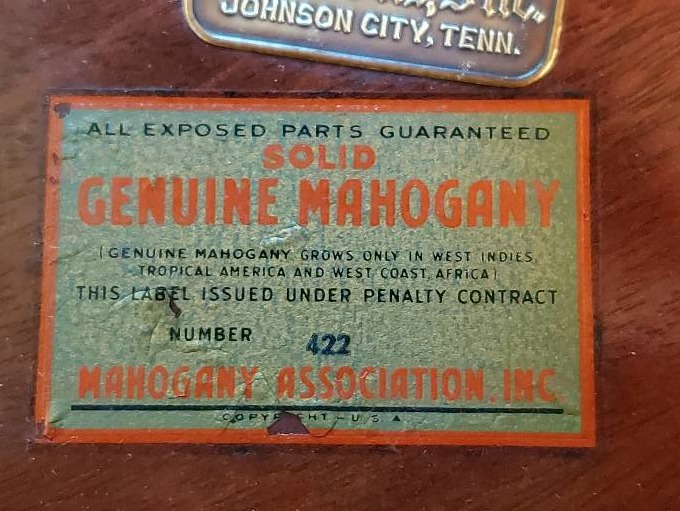 JOHNSON CITY, TENN.
ALL EXPOSED PARTS GUARANTEED
SOLID
GENUINE MAHOGANY
(GENUINE MAHOGANY GROWS ONLY IN WEST INDIES,
TROPICAL AMERICA AND WEST COAST, AFRICA)
THIS LABEL ISSUED UNDER PENALTY CONTRACT
NUMBER 422
MAHOGANY ASSOCIATION, INC.
U.S.A.